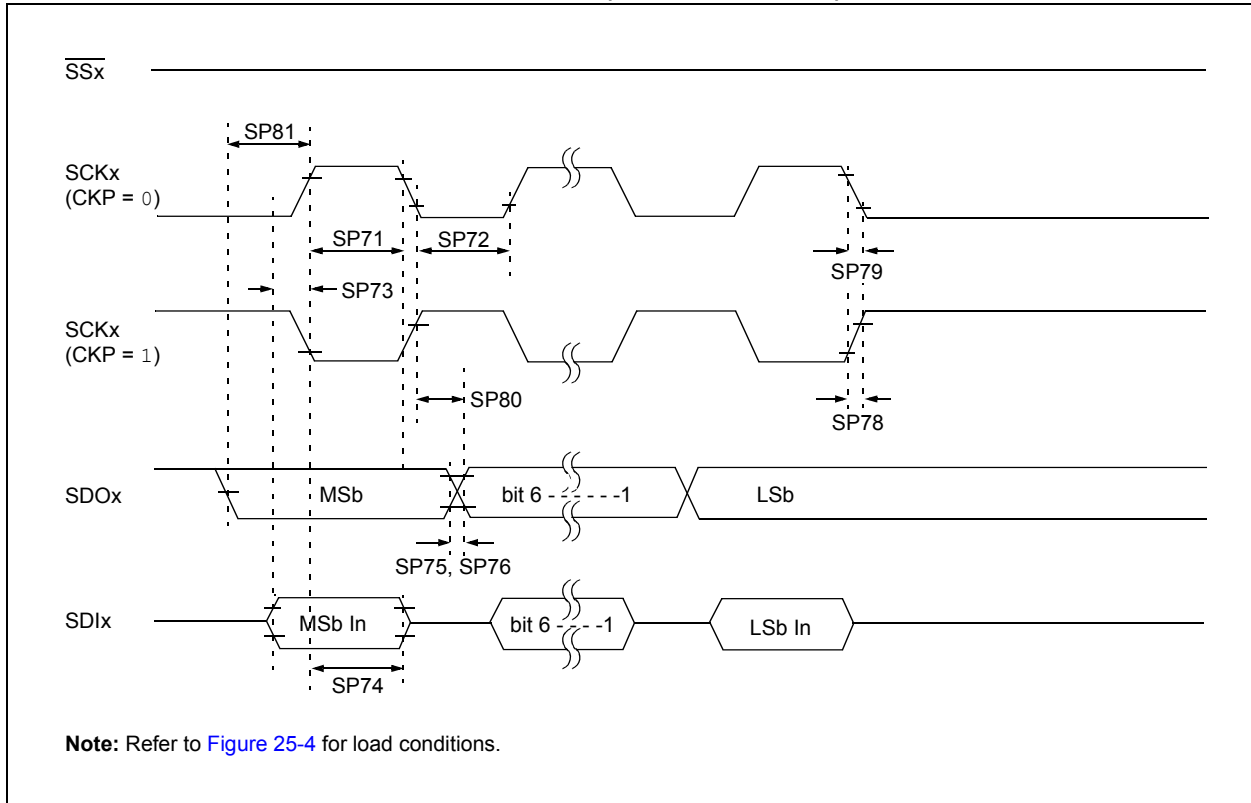 SSx
SP81
SCKx
(CKP = 0)
SP71
SP72
SP79
SP73
SCKx
(CKP = 1)
SP80
SP78
SDOx
MSb
bit 6 - - - - - -1
LSb
SP75, SP76
SDIx
MSb In
bit 6 - - - -1
LSb In
SP74
Note: Refer to Figure 25-4 for load conditions.